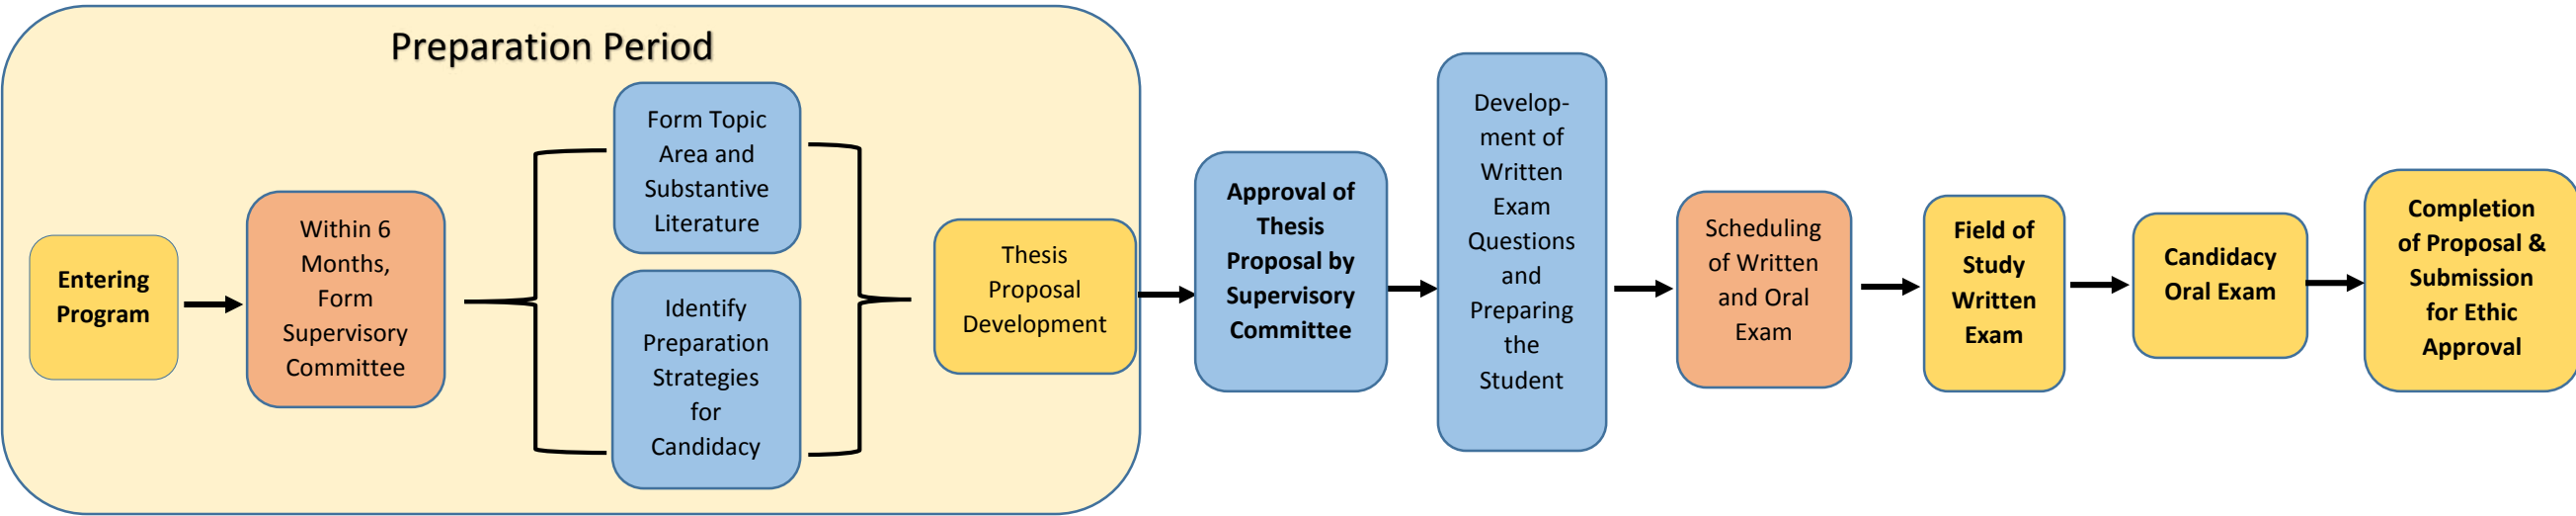 Preparation Period
Entering
Program
Within 6
Months,
Form
Supervisory
Committee
Form Topic
Area and
Substantive
Literature
Identify
Preparation
Strategies
for
Candidacy
Thesis
Proposal
Development
Approval of
Thesis
Proposal by
Supervisory
Committee
Develop-
ment of
Written
Exam
Questions
and
Preparing
the
Student
Scheduling
of Written
and Oral
Exam
Field of
Study
Written
Exam
Candidacy
Oral Exam
Completion
of Proposal &
Submission
for Ethic
Approval